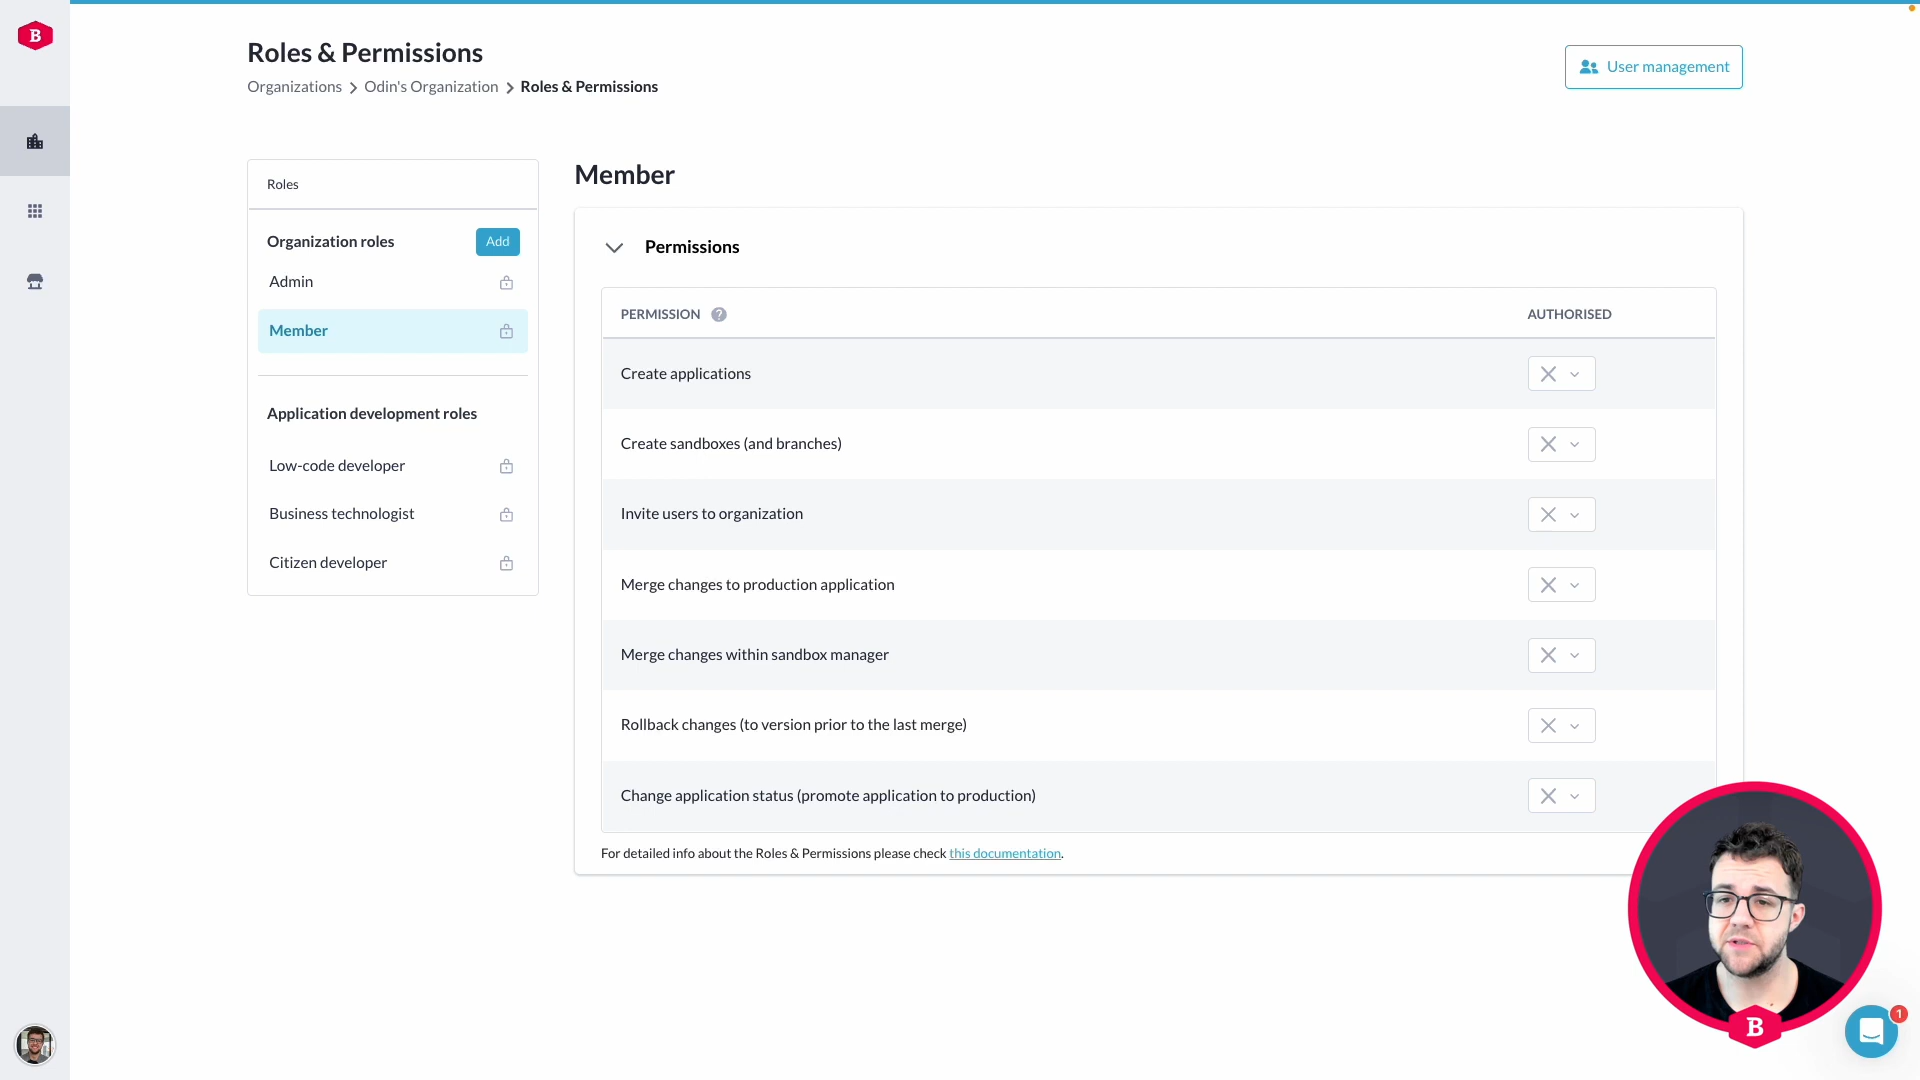 B
Roles & Permissions
Organizations > Odin's Organization > Roles & Permissions
User management
Roles
Organization roles
Add
Admin
Member
Application development roles
Low-code developer
Business technologist
Citizen developer
Member
Permissions
PERMISSION ?
AUTHORISED
Create applications
Create sandboxes (and branches)
Invite users to organization
Merge changes to production application
Merge changes within sandbox manager
Rollback changes (to version prior to the last merge)
Change application status (promote application to production)
For detailed info about the Roles & Permissions please check this documentation.
B
1